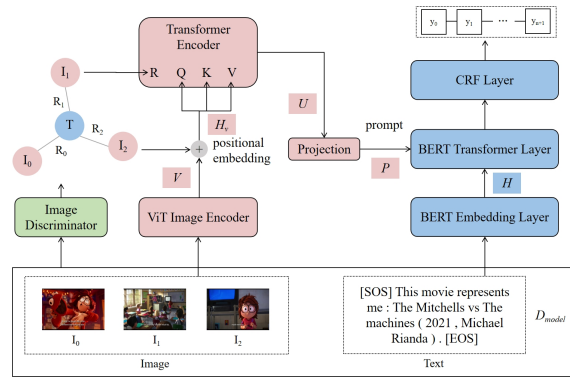 y0 y1 ... yn=1
CRF Layer
Transformer
Encoder
R Q K V
I1
R1
T
R2
R0
I0
I2
Hv
positional
embedding
+
U
prompt
Projection
P
BERT Transformer Layer
V
H
Image
Discriminator
ViT Image Encoder
BERT Embedding Layer
[SOS] This movie represents
me : The Mitchells vs The
machines ( 2021 , Michael
Rianda ) . [EOS]
Dmodel
I0 I1 I2
Image
Text